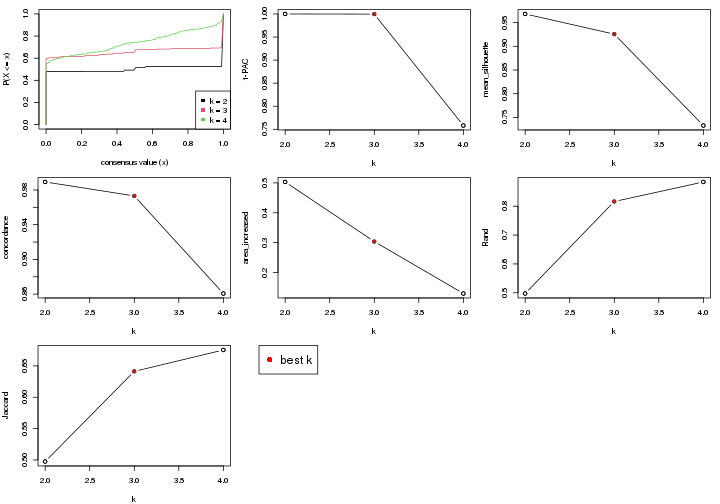 P(X <= x)
0.0 0.2 0.4 0.6 0.8 1.0
k = 2
k = 3
k = 4
0.0 0.2 0.4 0.6 0.8 1.0
consensus value (x)
1-PAC
0.75 0.80 0.85 0.90 0.95 1.00
2.0 2.5 3.0 3.5 4.0
k
mean_silhouette
0.75 0.80 0.85 0.90 0.95
2.0 2.5 3.0 3.5 4.0
k
concordance
0.86 0.90 0.94 0.98
2.0 2.5 3.0 3.5 4.0
k
area_increased
0.2 0.3 0.4 0.5
2.0 2.5 3.0 3.5 4.0
k
Rand
0.5 0.6 0.7 0.8
2.0 2.5 3.0 3.5 4.0
k
Jaccard
0.50 0.55 0.60 0.65
2.0 2.5 3.0 3.5 4.0
k
best k